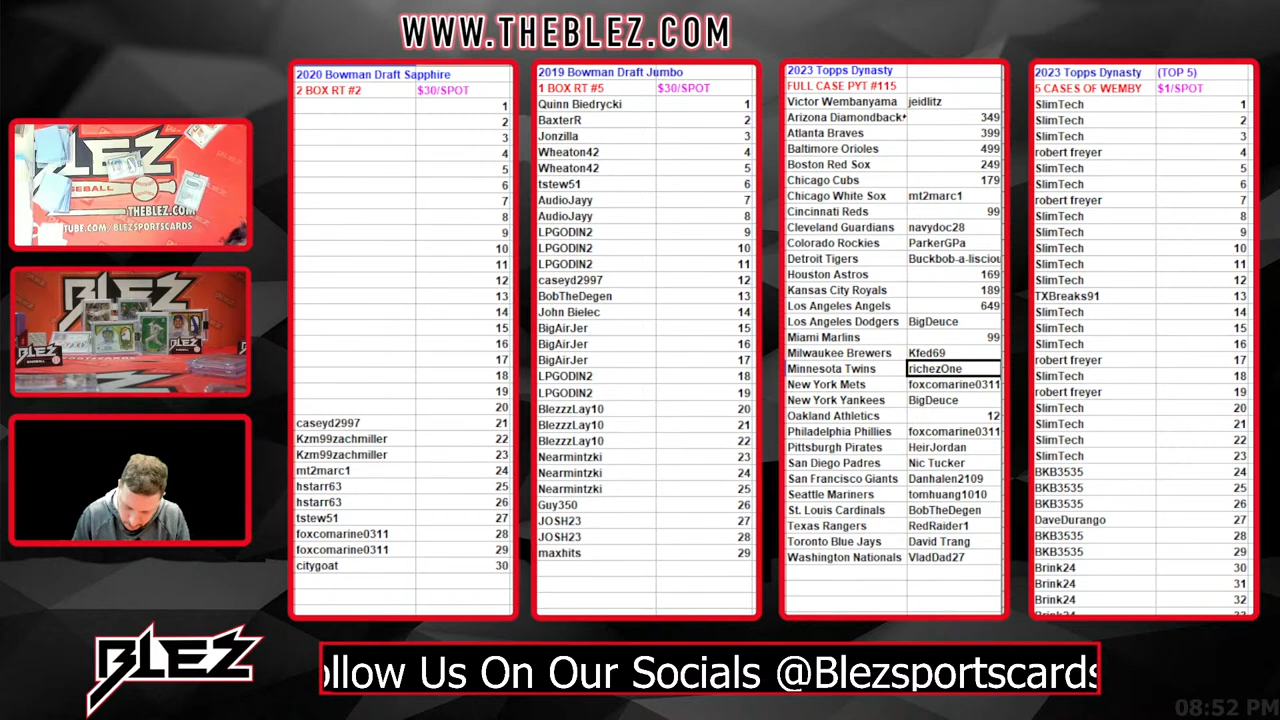 WWW.THEBLEZ.COM
2020 Bowman Draft Sapphire
2 BOX RT #2 $30/SPOT
1
2
3
4
5
6
7
8
9
10
11
12
13
14
15
16
17
18
19
20
caseyd2997 21
Kzm99zachmiller 22
Kzm99zachmiller 23
mt2marc1 24
hstarr63 25
hstarr63 26
tstew51 27
foxcomarine0311 28
foxcomarine0311 29
citygoat 30
2019 Bowman Draft Jumbo
1 BOX RT #5 $30/SPOT
Quinn Biedrycki 1
BaxterR 2
Jonzilla 3
Wheaton42 4
Wheaton42 5
tstew51 6
AudioJayy 7
AudioJayy 8
LPGODIN2 9
LPGODIN2 10
LPGODIN2 11
caseyd2997 12
BobTheDegen 13
John Bielec 14
BigAirJer 15
BigAirJer 16
BigAirJer 17
LPGODIN2 18
LPGODIN2 19
BlezzzLay10 20
BlezzzLay10 21
BlezzzLay10 22
Nearmintzki 23
Nearmintzki 24
Nearmintzki 25
Guy350 26
JOSH23 27
JOSH23 28
maxhits 29
2023 Topps Dynasty
FULL CASE PYT #115
Victor Wembanyama jeidlitz
Arizona Diamondback 349
Atlanta Braves 399
Baltimore Orioles 499
Boston Red Sox 249
Chicago Cubs 179
Chicago White Sox mt2marc1
Cincinnati Reds 99
Cleveland Guardians navydoc28
Colorado Rockies ParkerGPa
Detroit Tigers Buckbob-a-lisciou
Houston Astros 169
Kansas City Royals 189
Los Angeles Angels 649
Los Angeles Dodgers BigDeuce
Miami Marlins 99
Milwaukee Brewers Kfed69
Minnesota Twins richezOne
New York Mets foxcomarine0311
New York Yankees BigDeuce
Oakland Athletics 12
Philadelphia Phillies foxcomarine0311
Pittsburgh Pirates HeirJordan
San Diego Padres Nic Tucker
San Francisco Giants Danhalen2109
Seattle Mariners tomhuang1010
St. Louis Cardinals BobTheDegen
Texas Rangers RedRaider1
Toronto Blue Jays David Trang
Washington Nationals VladDad27
2023 Topps Dynasty (TOP 5)
5 CASES OF WEMBY $1/SPOT
SlimTech 1
SlimTech 2
SlimTech 3
robert freyer 4
SlimTech 5
SlimTech 6
robert freyer 7
SlimTech 8
SlimTech 9
SlimTech 10
SlimTech 11
SlimTech 12
TXBreaks91 13
SlimTech 14
SlimTech 15
SlimTech 16
robert freyer 17
SlimTech 18
robert freyer 19
SlimTech 20
SlimTech 21
SlimTech 22
SlimTech 23
BKB3535 24
BKB3535 25
BKB3535 26
DaveDurango 27
BKB3535 28
BKB3535 29
Brink24 30
Brink24 31
Brink24 32
BLEZ
THEBLEZ.COM
TUBE.COM/BLEZSPORTSCARDS
BLEZ
BLEZ
BLEZ
ollow Us On Our Socials @Blezsportscards
08:52 PM